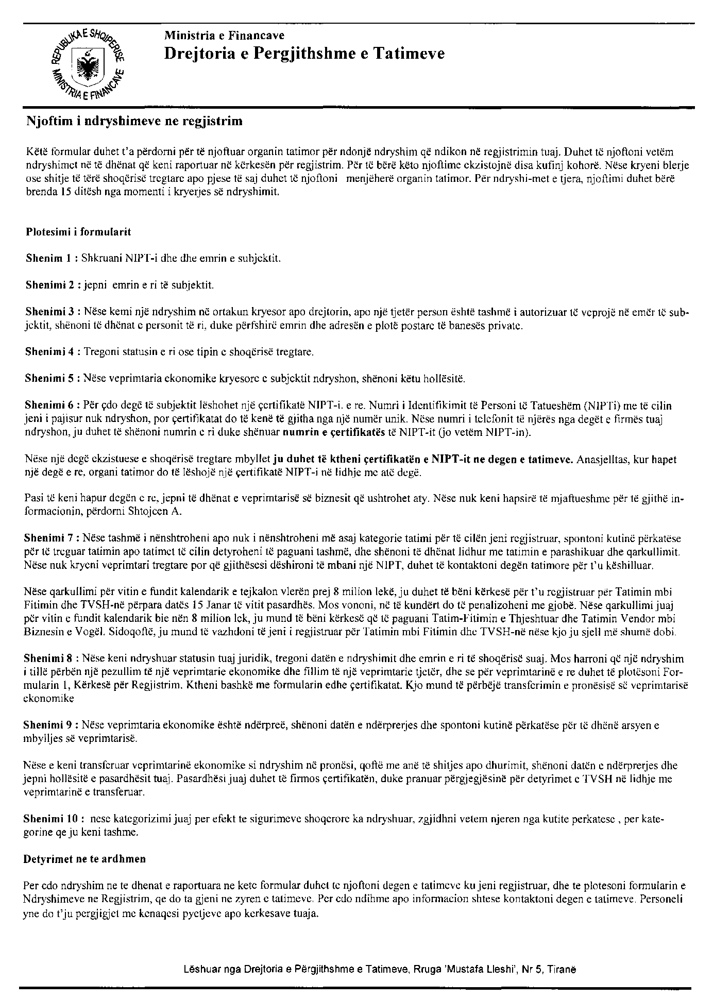 REPUBLIKA E SHQIPERISE
MINISTRIA E FINANCAVE
Ministria e Financave
Drejtoria e Pergjithshme e Tatimeve
Njoftim i ndryshimeve ne regjistrim
Këtë formular duhet t'a përdorni për të njoftuar organin tatimor për ndonjë ndryshim që ndikon në regjistrimin tuaj. Duhet të njoftoni vetëm
ndryshimet në të dhënat që keni raportuar në kërkesën për regjistrim. Për të bërë këto njoftime ekzistojnë disa kufinj kohorë. Nëse kryeni blerje
ose shitje të tërë shoqërisë tregtare apo pjese të saj duhet të njoftoni menjëherë organin tatimor. Për ndryshi-met e tjera, njoftimi duhet bërë
brenda 15 ditësh nga momenti i kryerjes së ndryshimit.
Plotesimi i formularit
Shenim 1 : Shkruani NIPT-i dhe dhe emrin e subjektit.
Shenimi 2 : jepni emrin e ri të subjektit.
Shenimi 3 : Nëse kemi një ndryshim në ortakun kryesor apo drejtorin, apo një tjetër person është tashmë i autorizuar të veprojë në emër të sub-
jektit, shënoni të dhënat e personit të ri, duke përfshirë emrin dhe adresën e plotë postare të banesës private.
Shenimi 4 : Tregoni statusin e ri ose tipin e shoqërisë tregtare.
Shenimi 5 : Nëse veprimtaria ekonomike kryesore e subjektit ndryshon, shënoni këtu hollësitë.
Shenimi 6 : Për çdo degë të subjektit lëshohet një çertifikatë NIPT-i. e re. Numri i Identifikimit të Personi të Tatueshëm (NIPTi) me të cilin
jeni i pajisur nuk ndryshon, por çertifikatat do të kenë të gjitha nga një numër unik. Nëse numri i telefonit të njërës nga degët e firmës tuaj
ndryshon, ju duhet të shënoni numrin e ri duke shënuar numrin e çertifikatës të NIPT-it (jo vetëm NIPT-in).
Nëse një degë ekzistuese e shoqërisë tregtare mbyllet ju duhet të ktheni çertifikatën e NIPT-it ne degen e tatimeve. Anasjelltas, kur hapet
një degë e re, organi tatimor do të lëshojë një çertifikatë NIPT-i në lidhje me atë degë.
Pasi të keni hapur degën e re, jepni të dhënat e veprimtarisë së biznesit që ushtrohet aty. Nëse nuk keni hapsirë të mjaftueshme për të gjithë in-
formacionin, përdorni Shtojcen A.
Shenimi 7 : Nëse tashmë i nënshtroheni apo nuk i nënshtroheni më asaj kategorie tatimi për të cilën jeni regjistruar, spontoni kutinë përkatëse
për të treguar tatimin apo tatimet të cilin detyroheni të paguani tashmë, dhe shënoni të dhënat lidhur me tatimin e parashikuar dhe qarkullimit.
Nëse nuk kryeni veprimtari tregtare por që gjithësesi dëshironi të mbani një NIPT, duhet të kontaktoni degën tatimore për t'u këshilluar.
Nëse qarkullimi për vitin e fundit kalendarik e tejkalon vlerën prej 8 milion lekë, ju duhet të bëni kërkesë për t'u regjistruar për Tatimin mbi
Fitimin dhe TVSH-në përpara datës 15 Janar të vitit pasardhës. Mos vononi, në të kundërt do të penalizoheni me gjobë. Nëse qarkullimi juaj
për vitin e fundit kalendarik bie nën 8 milion lek, ju mund të bëni kërkesë që të paguani Tatim-Fitimin e Thjeshtuar dhe Tatimin Vendor mbi
Biznesin e Vogël. Sidoqoftë, ju mund të vazhdoni të jeni i regjistruar për Tatimin mbi Fitimin dhe TVSH-në nëse kjo ju sjell më shumë dobi.
Shenimi 8 : Nëse keni ndryshuar statusin tuaj juridik, tregoni datën e ndryshimit dhe emrin e ri të shoqërisë suaj. Mos harroni që një ndryshim
i tillë përbën një pezullim të një veprimtarie ekonomike dhe fillim të një veprimtarie tjetër, dhe se për veprimtarinë e re duhet të plotësoni For-
mularin 1, Kërkesë për Regjistrim. Ktheni bashkë me formularin edhe çertifikatat. Kjo mund të përbëjë transferimin e pronësisë së veprimtarisë
ekonomike
Shenimi 9 : Nëse veprimtaria ekonomike është ndërpreë, shënoni datën e ndërprerjes dhe spontoni kutinë përkatëse për të dhënë arsyen e
mbylljes së veprimtarisë.
Nëse e keni transferuar veprimtarinë ekonomike si ndryshim në pronësi, qoftë me anë të shitjes apo dhurimit, shënoni datën e ndërprerjes dhe
jepni hollësitë e pasardhësit tuaj. Pasardhësi juaj duhet të firmos çertifikatën, duke pranuar përgjegjësinë për detyrimet e TVSH në lidhje me
veprimtarinë e transferuar.
Shenimi 10 : nese kategorizimi juaj per efekt te sigurimeve shoqerore ka ndryshuar, zgjidhni vetem njeren nga kutite perkatese , per kate-
gorine qe ju keni tashme.
Detyrimet ne te ardhmen
Per cdo ndryshim ne te dhenat e raportuara ne kete formular duhet te njoftoni degen e tatimeve ku jeni regjistruar, dhe te plotesoni formularin e
Ndryshimeve ne Regjistrim, qe do ta gjeni ne zyren e tatimeve. Per cdo ndihme apo informacion shtese kontaktoni degen e tatimeve. Personeli
yne do t'ju pergjigjet me kenaqesi pyetjeve apo kerkesave tuaja.
Lëshuar nga Drejtoria e Përgjithshme e Tatimeve, Rruga 'Mustafa Lleshi', Nr 5, Tiranë